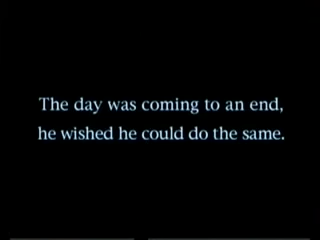 The day was coming to an end,
he wished he could do the same.